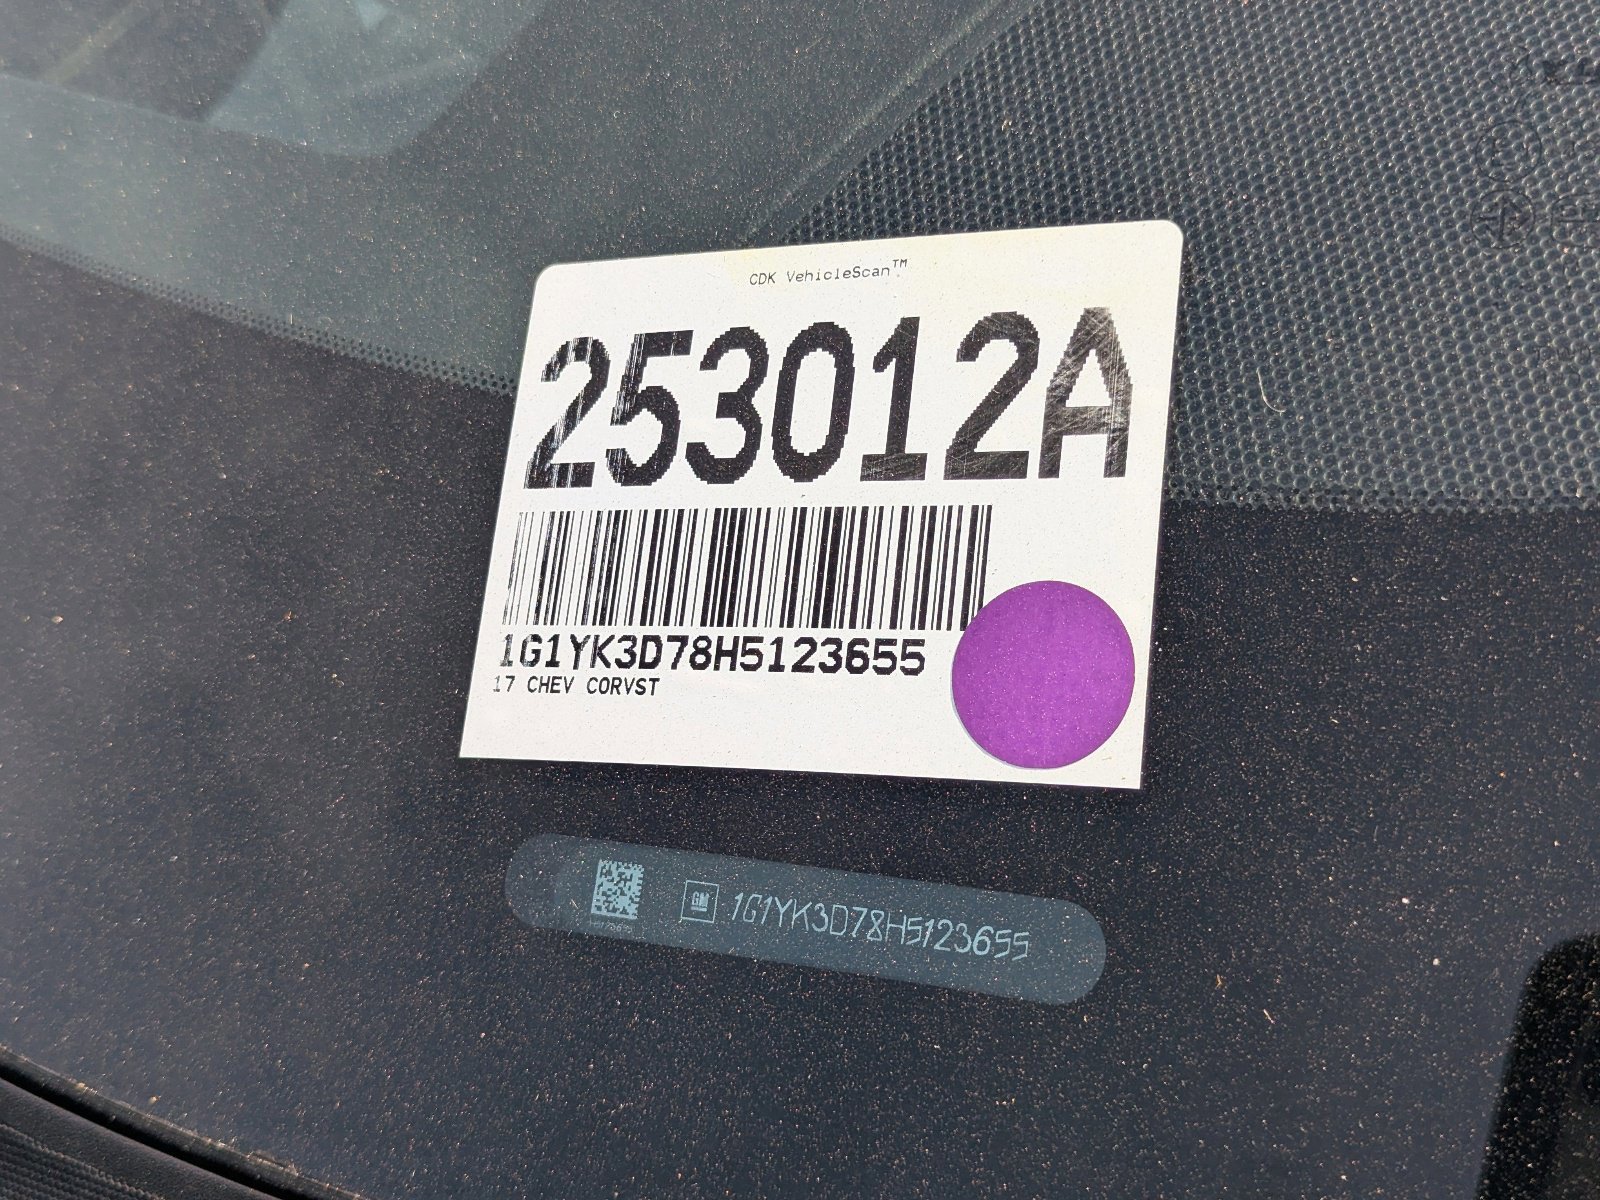 CDK VehicleScan™
253012A
1G1YK3D78H5123655
17 CHEV CORVST
GM 1G1YK3D78H5123655